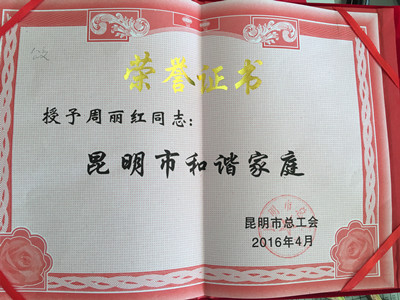 荣誉证书
授予周丽红同志：
昆明市和谐家庭
昆明市总工会
2016年4月